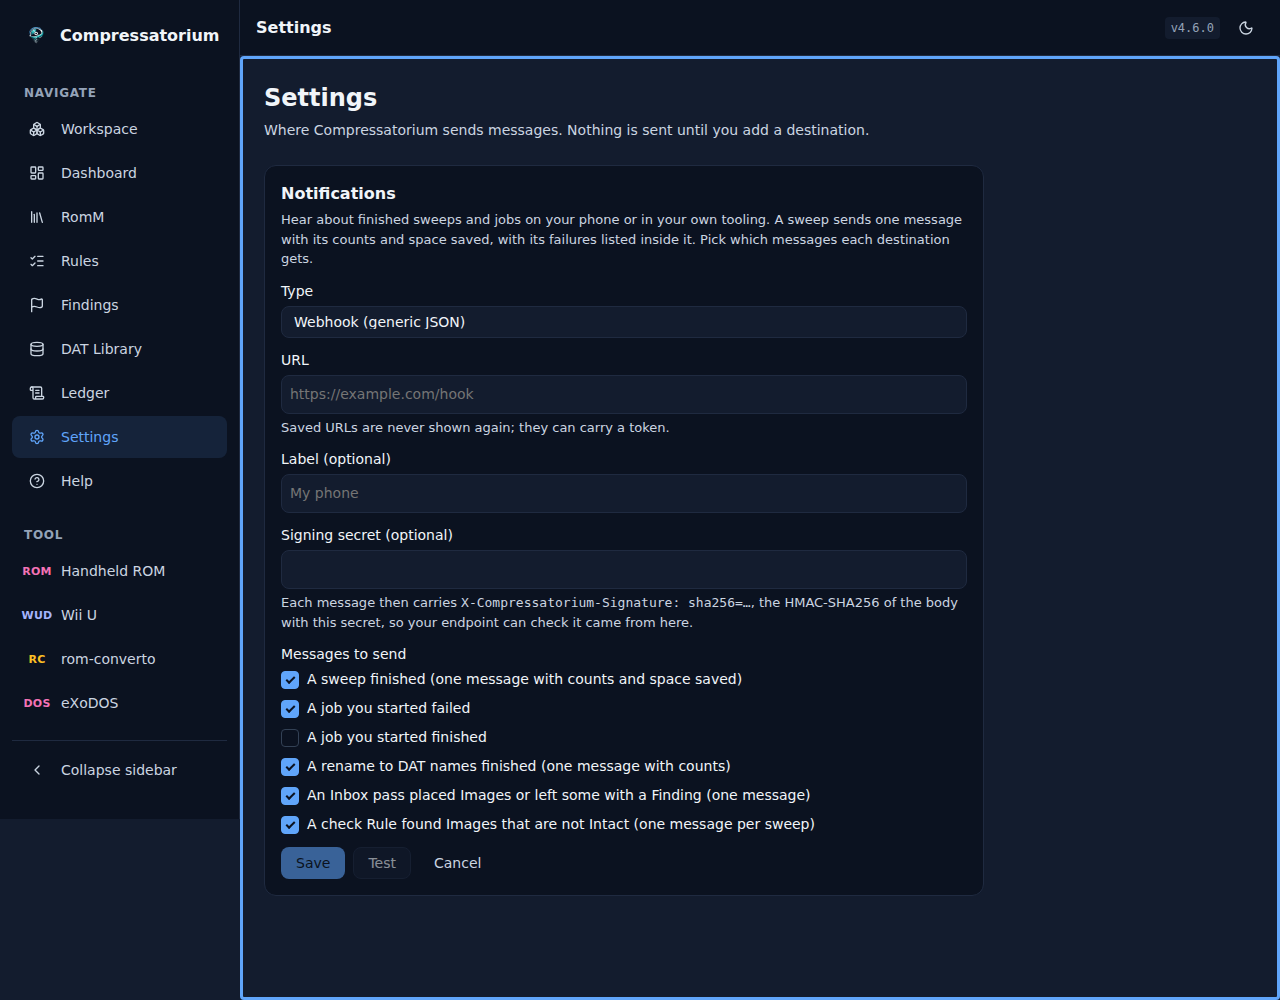 Compressatorium
Settings
v4.6.0
NAVIGATE
Workspace
Dashboard
RomM
Rules
Findings
DAT Library
Ledger
Settings
Help
TOOL
ROM Handheld ROM
WUD Wii U
RC rom-converto
DOS eXoDOS
Collapse sidebar
Settings
Where Compressatorium sends messages. Nothing is sent until you add a destination.
Notifications
Hear about finished sweeps and jobs on your phone or in your own tooling. A sweep sends one message
with its counts and space saved, with its failures listed inside it. Pick which messages each destination
gets.
Type
Webhook (generic JSON)
URL
https://example.com/hook
Saved URLs are never shown again; they can carry a token.
Label (optional)
My phone
Signing secret (optional)
Each message then carries X-Compressatorium-Signature: sha256=…, the HMAC-SHA256 of the body
with this secret, so your endpoint can check it came from here.
Messages to send
A sweep finished (one message with counts and space saved)
A job you started failed
A job you started finished
A rename to DAT names finished (one message with counts)
An Inbox pass placed Images or left some with a Finding (one message)
A check Rule found Images that are not Intact (one message per sweep)
Save
Test
Cancel